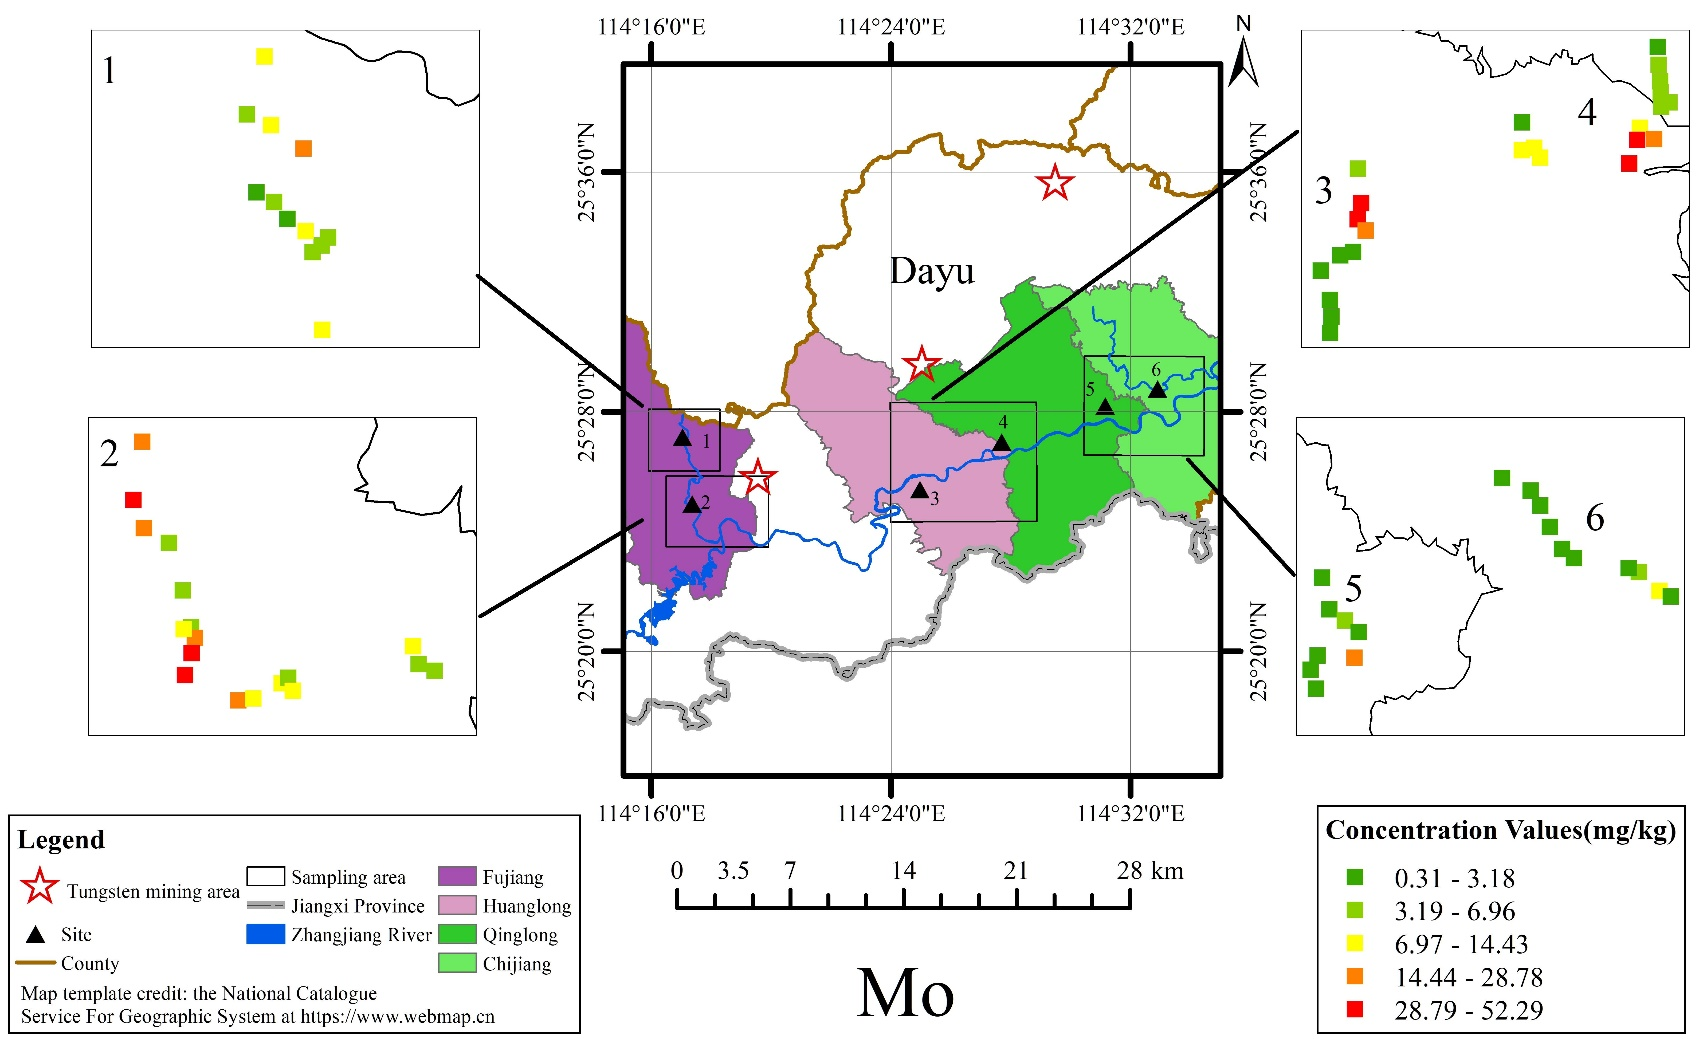 114°16'0"E
114°24'0"E
114°32'0"E
N
1
2
3
4
5
6
25°36'0"N
25°28'0"N
25°20'0"N
25°36'0"N
25°28'0"N
25°20'0"N
Dayu
1
2
3
4
5
6
114°16'0"E
114°24'0"E
114°32'0"E
0 3.5 7 14 21 28 km
Mo
Legend
Tungsten mining area
Site
County
Sampling area
Jiangxi Province
Zhangjiang River
Fujiang
Huanglong
Qinglong
Chijiang
Map template credit: the National Catalogue
Service For Geographic System at https://www.webmap.cn
Concentration Values(mg/kg)
0.31 - 3.18
3.19 - 6.96
6.97 - 14.43
14.44 - 28.78
28.79 - 52.29